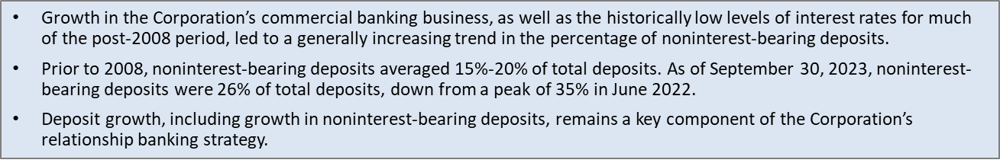 • Growth in the Corporation’s commercial banking business, as well as the historically low levels of interest rates for much
of the post-2008 period, led to a generally increasing trend in the percentage of noninterest-bearing deposits.
• Prior to 2008, noninterest-bearing deposits averaged 15%-20% of total deposits. As of September 30, 2023, noninterest-
bearing deposits were 26% of total deposits, down from a peak of 35% in June 2022.
• Deposit growth, including growth in noninterest-bearing deposits, remains a key component of the Corporation’s
relationship banking strategy.